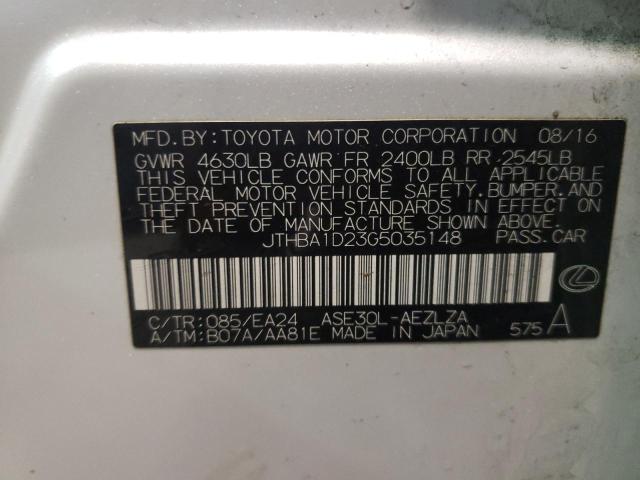 MFD. BY: TOYOTA MOTOR CORPORATION 08/16
GVWR 4630LB GAWR FR 2400LB RR 2545LB
THIS VEHICLE CONFORMS TO ALL APPLICABLE
FEDERAL MOTOR VEHICLE SAFETY, BUMPER, AND
THEFT PREVENTION STANDARDS IN EFFECT ON
THE DATE OF MANUFACTURE SHOWN ABOVE.
JTHBA1D23G5035148 PASS. CAR
C/TR: 085/EA24 ASE30L-AEZLZA
A/TM: B07A/AA81E MADE IN JAPAN 575 A